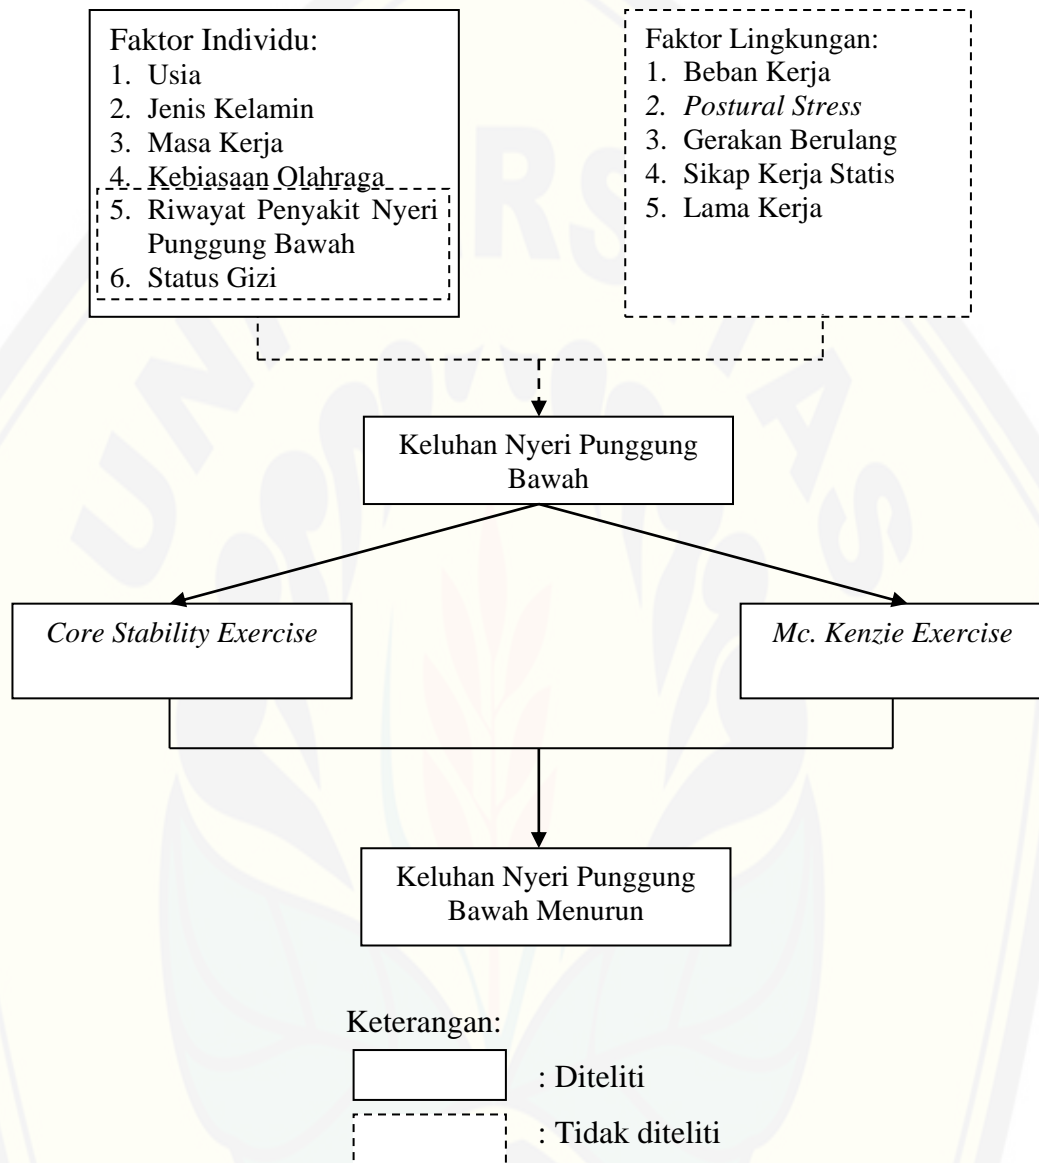 Faktor Individu:
1. Usia
2. Jenis Kelamin
3. Masa Kerja
4. Kebiasaan Olahraga
5. Riwayat Penyakit Nyeri
Punggung Bawah
6. Status Gizi
Faktor Lingkungan:
1. Beban Kerja
2. Postural Stress
3. Gerakan Berulang
4. Sikap Kerja Statis
5. Lama Kerja
Keluhan Nyeri Punggung
Bawah
Core Stability Exercise
Mc. Kenzie Exercise
Keluhan Nyeri Punggung
Bawah Menurun
Keterangan:
: Diteliti
: Tidak diteliti
UNIVERSITAS